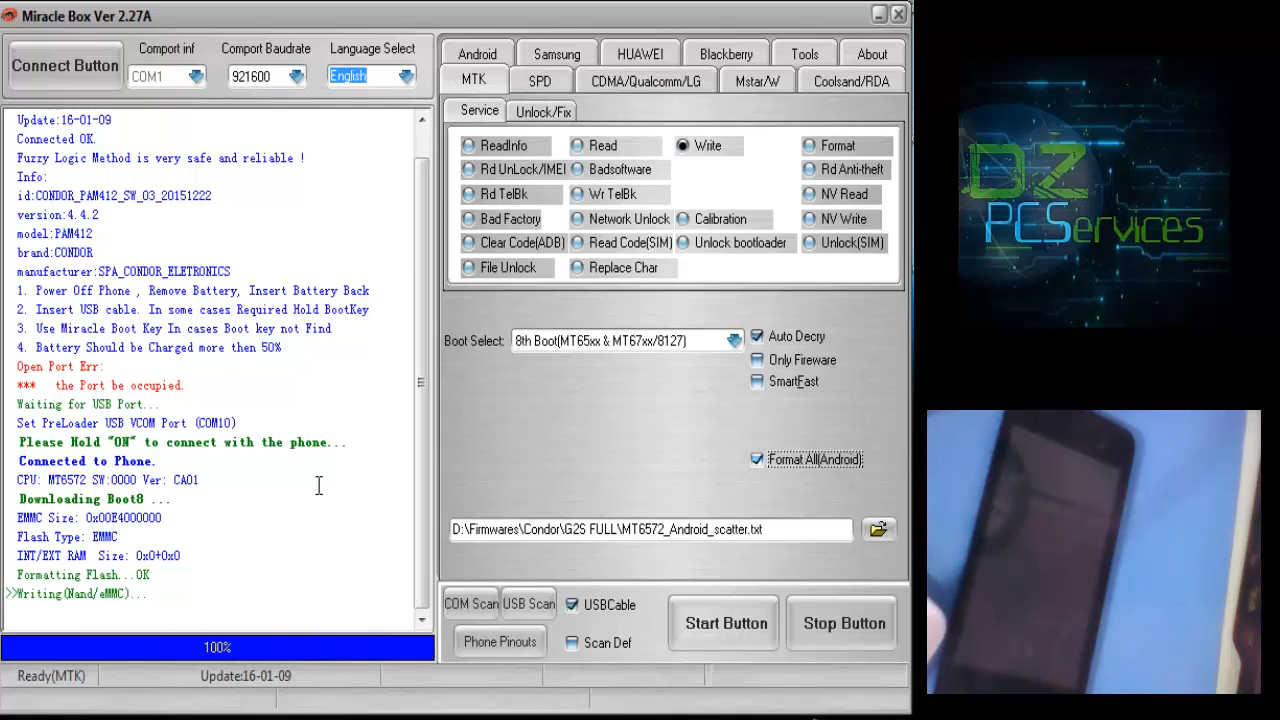 Miracle Box Ver 2.27A
Connect Button
Comport inf
Comport Baudrate
Language Select
COM1
921600
English
Update:16-01-09
Connected OK.
Fuzzy Logic Method is very safe and reliable !
Info:
id:CONDOR_PAM412_SW_03_20151222
version:4.4.2
model:PAM412
brand:CONDOR
manufacturer:SPA_CONDOR_ELETRONICS
1. Power Off Phone , Remove Battery, Insert Battery Back
2. Insert USB cable. In some cases Required Hold BootKey
3. Use Miracle Boot Key In cases Boot key not Find
4. Battery Should be Charged more then 50%
Open Port Err:
*** the Port be occupied.
Waiting for USB Port...
Set PreLoader USB VCOM Port (COM10)
Please Hold "ON" to connect with the phone...
Connected to Phone.
CPU: MT6572 SW:0000 Ver: CA01
Downloading Boot8 ...
EMMC Size: 0x00E4000000
Flash Type: EMMC
INT/EXT RAM Size: 0x0+0x0
Formatting Flash...OK
>>Writing(Nand/eMMC)...
100%
Ready(MTK)
Update:16-01-09
Android
Samsung
HUAWEI
Blackberry
Tools
About
MTK
SPD
CDMA/Qualcomm/LG
Mstar/W
Coolsand/RDA
Service
Unlock/Fix
ReadInfo
Read
Write
Format
Rd UnLock/IMEI
Badsoftware
Rd Anti-theft
Rd TelBk
Wr TelBk
NV Read
Bad Factory
Network Unlock
Calibration
NV Write
Clear Code(ADB)
Read Code(SIM)
Unlock bootloader
Unlock(SIM)
File Unlock
Replace Char
Boot Select:
8th Boot(MT65xx & MT67xx/8127)
Auto Decry
Only Fireware
SmartFast
Format All(Android)
D:\Firmwares\Condor\G2S FULL\MT6572_Android_scatter.txt
COM Scan
USB Scan
USBCable
Phone Pinouts
Scan Def
Start Button
Stop Button
DZ
PCServices